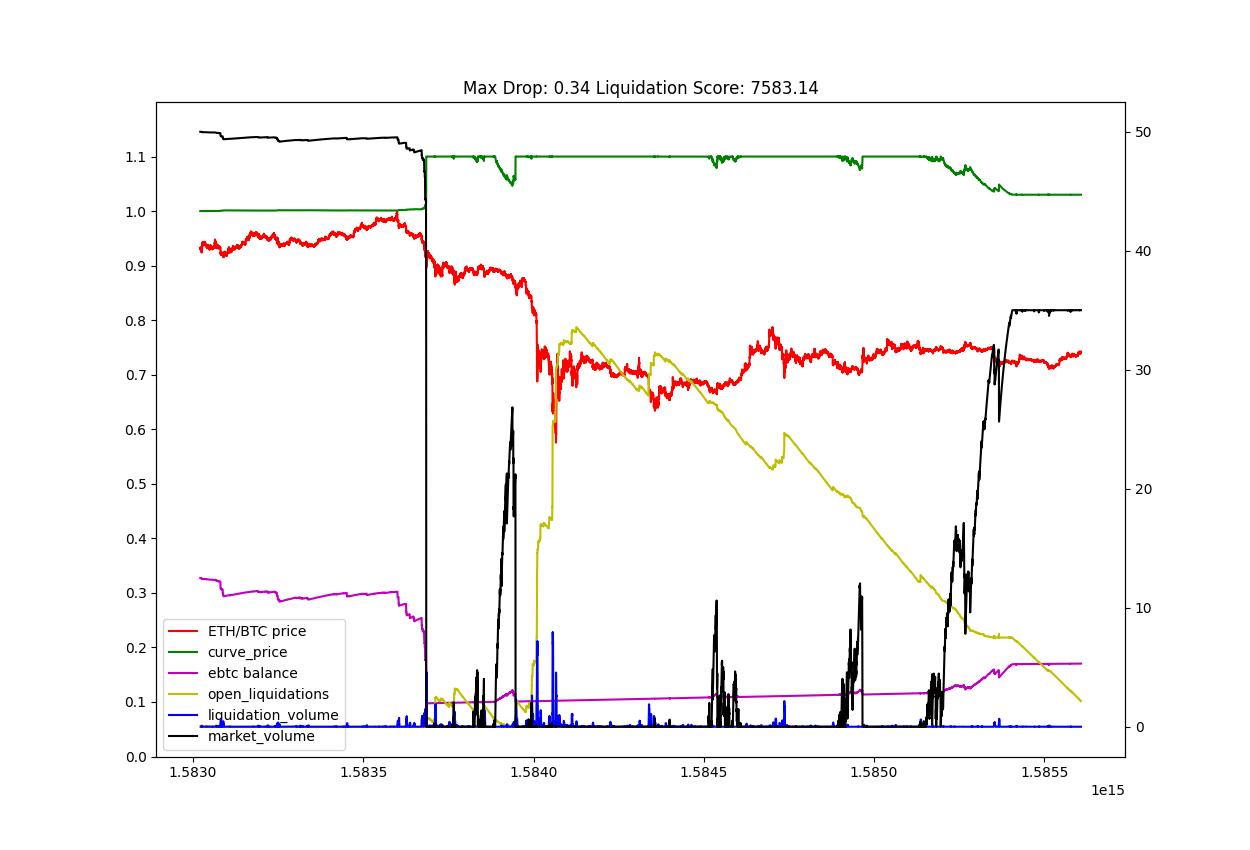 Max Drop: 0.34 Liquidation Score: 7583.14
1.1
1.0
0.9
0.8
0.7
0.6
0.5
0.4
0.3
0.2
0.1
0.0
50
40
30
20
10
0
ETH/BTC price
curve_price
ebtc balance
open_liquidations
liquidation_volume
market_volume
1.5830 1.5835 1.5840 1.5845 1.5850 1.5855
1e15